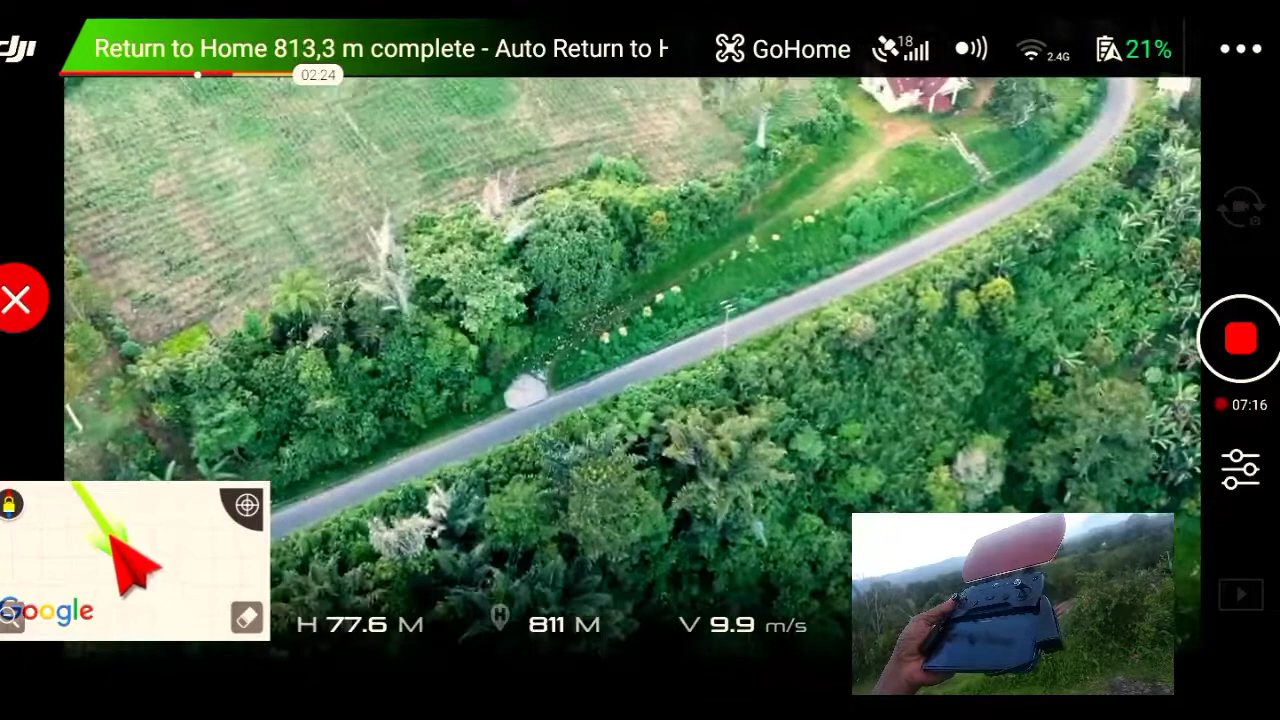 dji
Return to Home 813,3 m complete - Auto Return to H
GoHome
18
2.4G
21%
02:24
07:16
Google
H 77.6 M
H 811 M
V 9.9 m/s